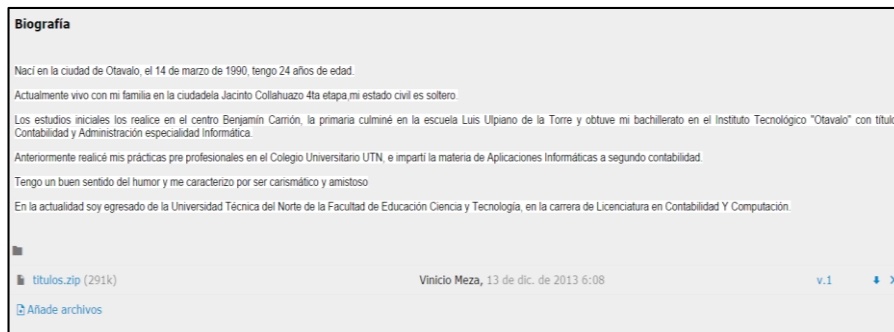 Biografía
Nací en la ciudad de Otavalo, el 14 de marzo de 1990, tengo 24 años de edad.
Actualmente vivo con mi familia en la ciudadela Jacinto Collahuazo 4ta etapa,mi estado civil es soltero.
Los estudios iniciales los realice en el centro Benjamín Carrión, la primaria culminé en la escuela Luis Ulpiano de la Torre y obtuve mi bachillerato en el Instituto Tecnológico "Otavalo" con título
Contabilidad y Administración especialidad Informática.
Anteriormente realicé mis prácticas pre profesionales en el Colegio Universitario UTN, e impartí la materia de Aplicaciones Informáticas a segundo contabilidad.
Tengo un buen sentido del humor y me caracterizo por ser carismático y amistoso
En la actualidad soy egresado de la Universidad Técnica del Norte de la Facultad de Educación Ciencia y Tecnología, en la carrera de Licenciatura en Contabilidad Y Computación.
titulos.zip (291k) Vinicio Meza, 13 de dic. de 2013 6:08 v.1
Añade archivos